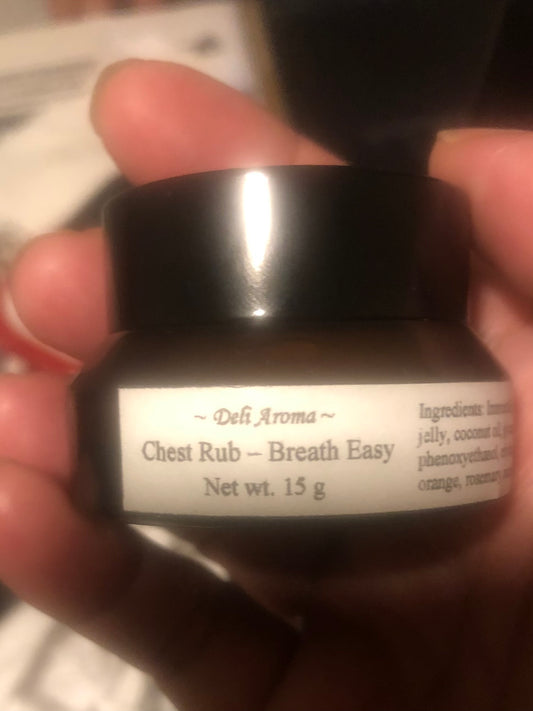 ~ Deli Aroma ~
Chest Rub – Breath Easy
Net wt. 15 g
Ingredients:
jelly, coconut oil,
phenoxyethanol,
orange, rosemary